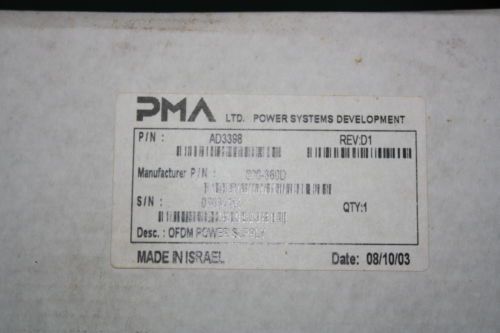 PMA LTD. POWER SYSTEMS DEVELOPMENT
P/N : AD3398 REV:D1
Manufacturer P/N :
S/N : QTY:1
Desc.: OFDM POWER SUPPLY
MADE IN ISRAEL Date: 08/10/03